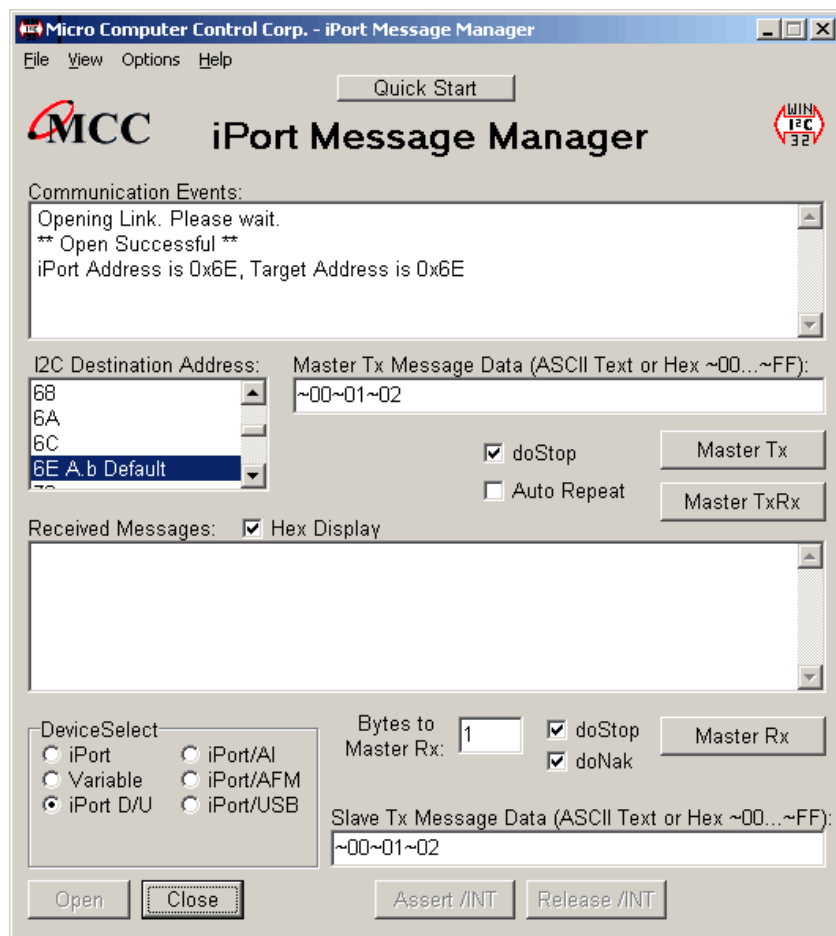 Micro Computer Control Corp. - iPort Message Manager
File View Options Help
Quick Start
MCC
iPort Message Manager
WIN
I²C
32
Communication Events:
Opening Link. Please wait.
** Open Successful **
iPort Address is 0x6E, Target Address is 0x6E
I2C Destination Address:
68
6A
6C
6E A.b Default
Master Tx Message Data (ASCII Text or Hex ~00...~FF):
~00~01~02
doStop
Master Tx
Auto Repeat
Master TxRx
Received Messages: Hex Display
DeviceSelect
iPort iPort/AI
Variable iPort/AFM
iPort D/U iPort/USB
Bytes to
Master Rx:
1
doStop
doNak
Master Rx
Slave Tx Message Data (ASCII Text or Hex ~00...~FF):
~00~01~02
Open Close Assert /INT Release /INT